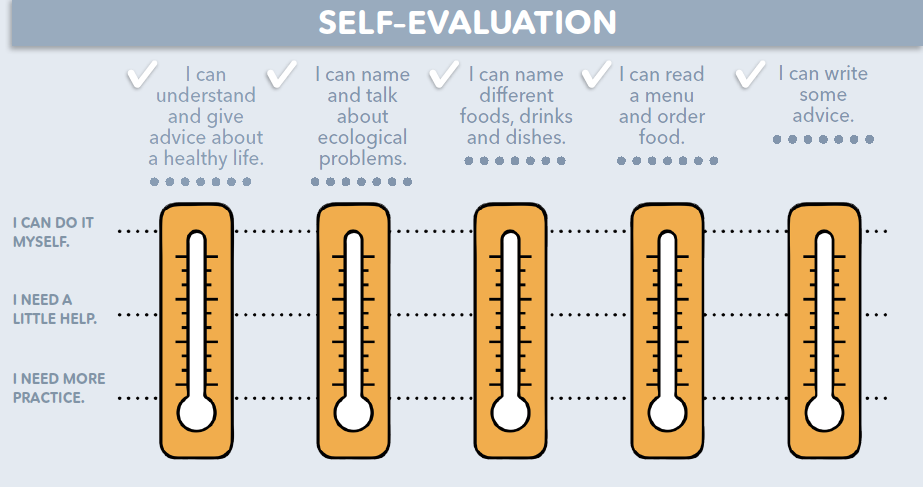 SELF-EVALUATION
I can
understand
and give
advice about
a healthy life.
I can name
and talk
about
ecological
problems.
I can name
different
foods, drinks
and dishes.
I can read
a menu
and order
food.
I can write
some
advice.
I CAN DO IT
MYSELF.
I NEED A
LITTLE HELP.
I NEED MORE
PRACTICE.